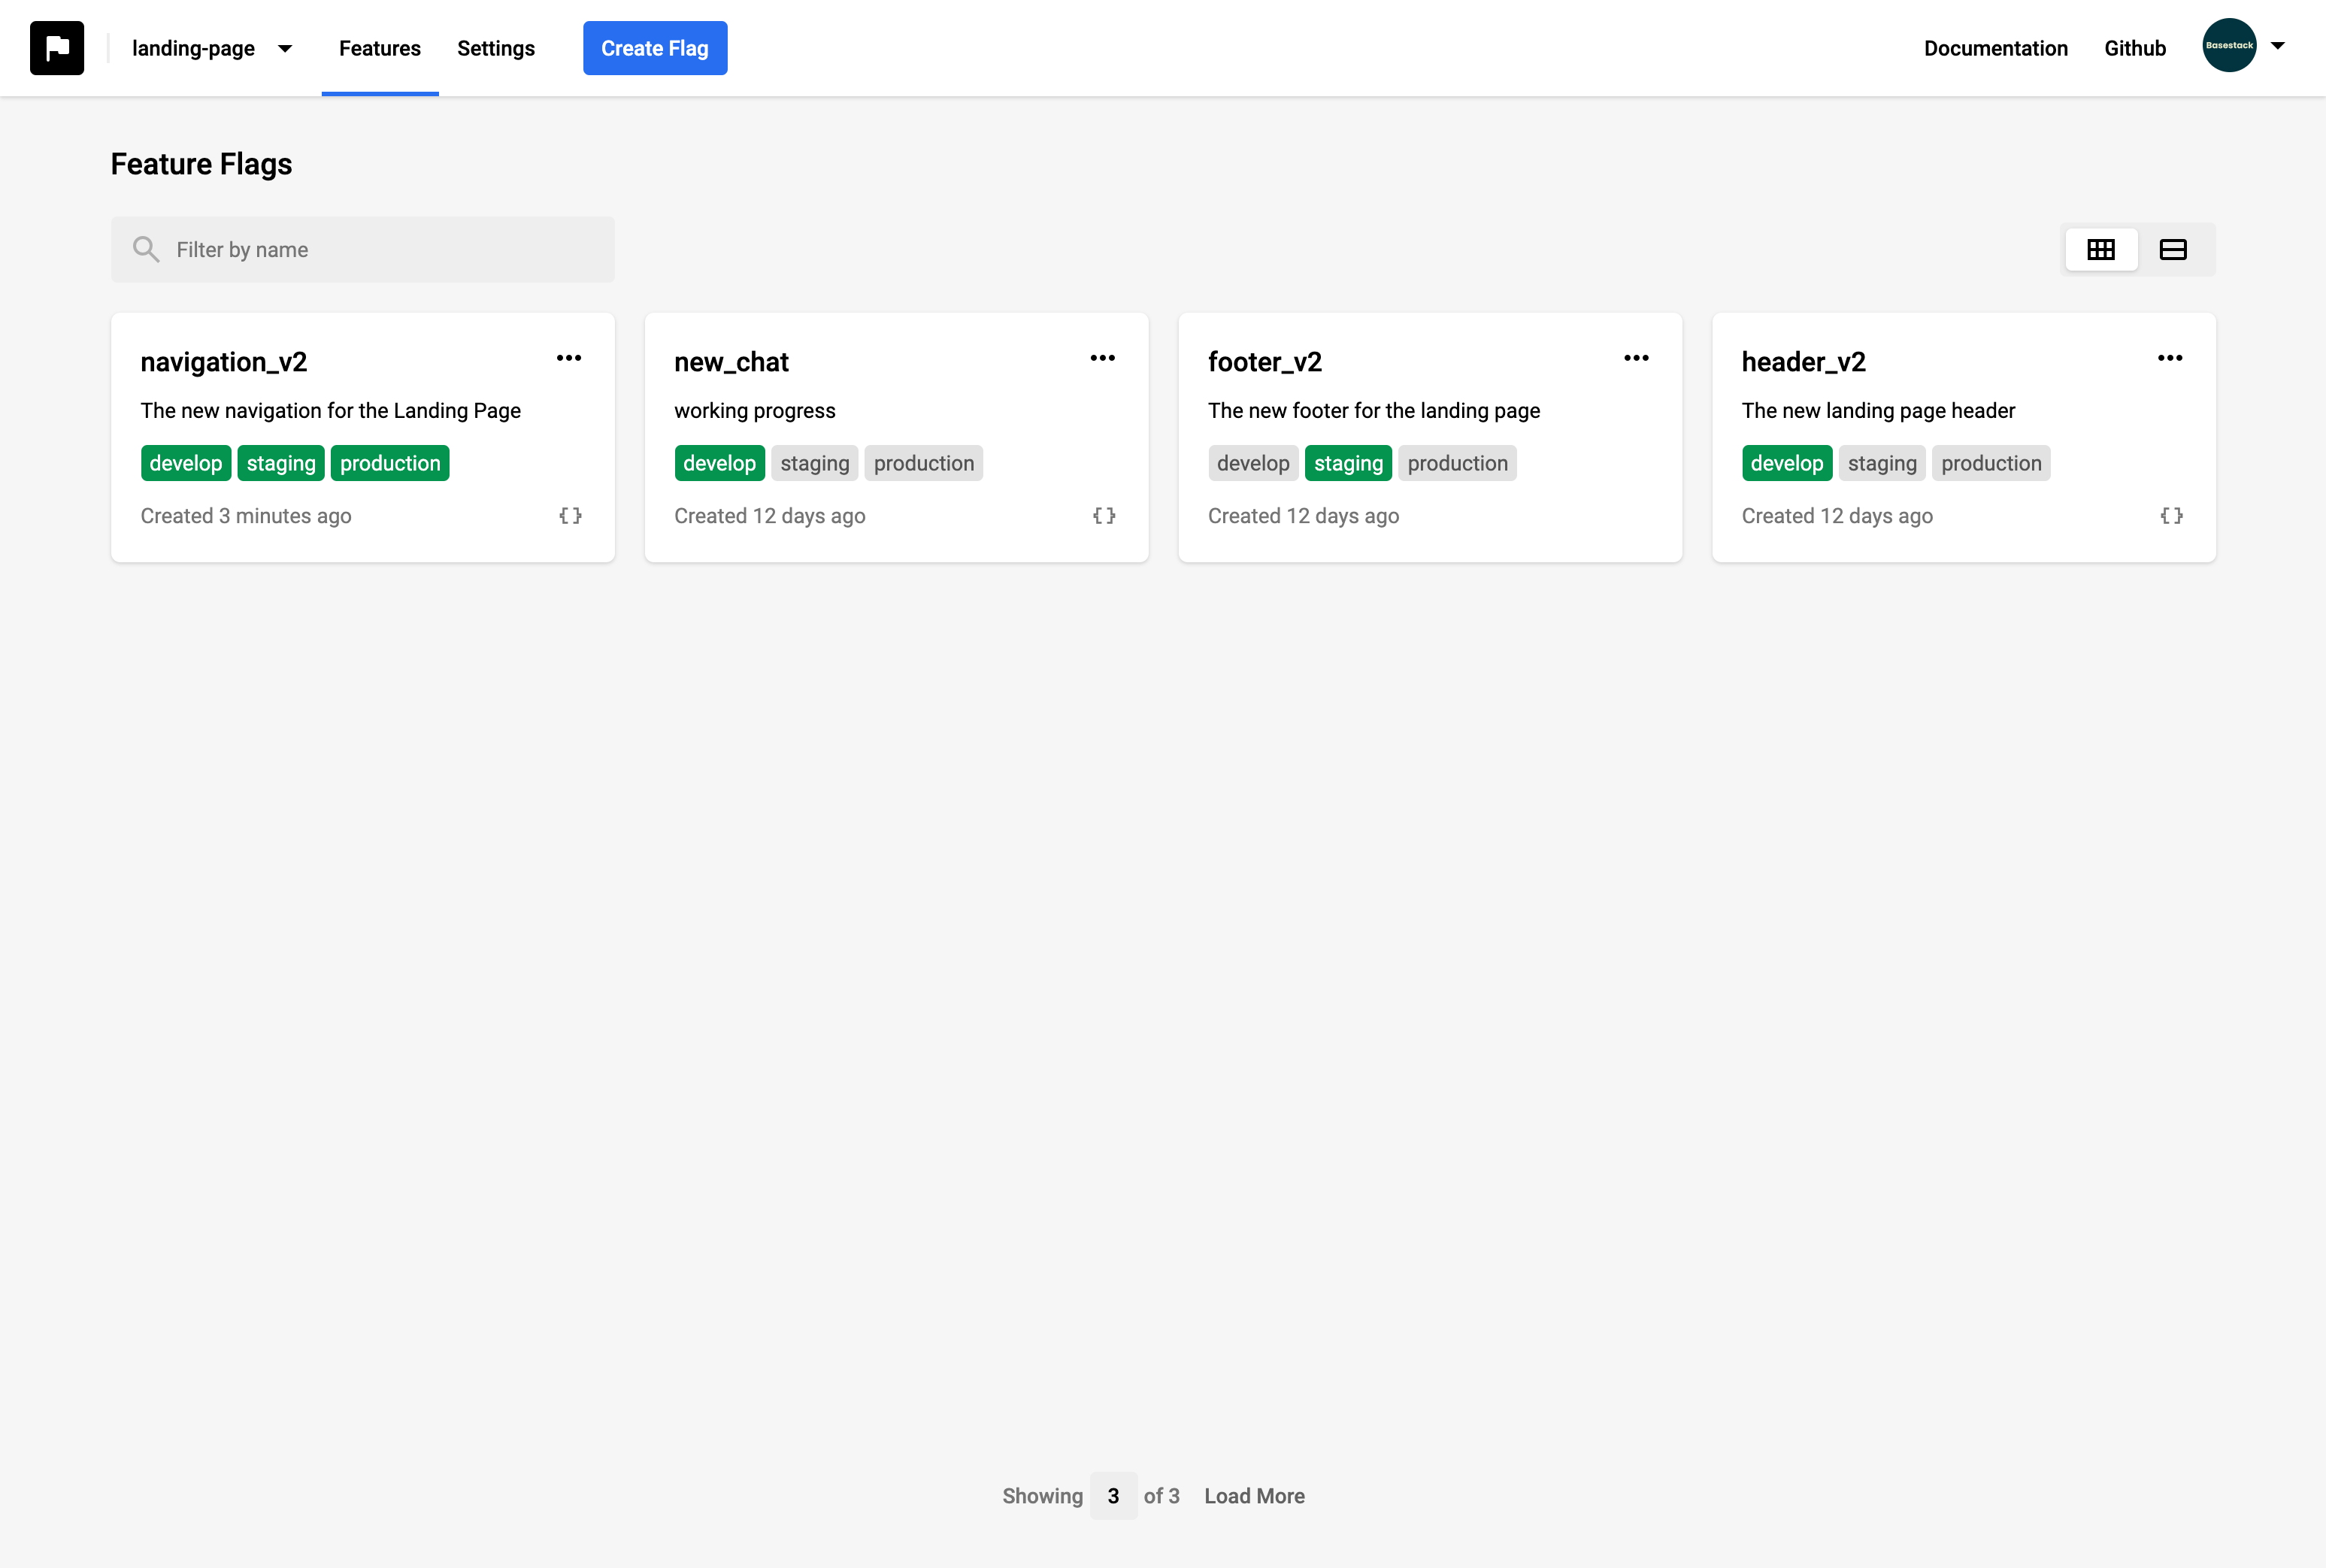 landing-page Features Settings Create Flag Documentation Github Basestack
Feature Flags
Filter by name
navigation_v2
The new navigation for the Landing Page
develop staging production
Created 3 minutes ago
new_chat
working progress
develop staging production
Created 12 days ago
footer_v2
The new footer for the landing page
develop staging production
Created 12 days ago
header_v2
The new landing page header
develop staging production
Created 12 days ago
Showing 3 of 3 Load More